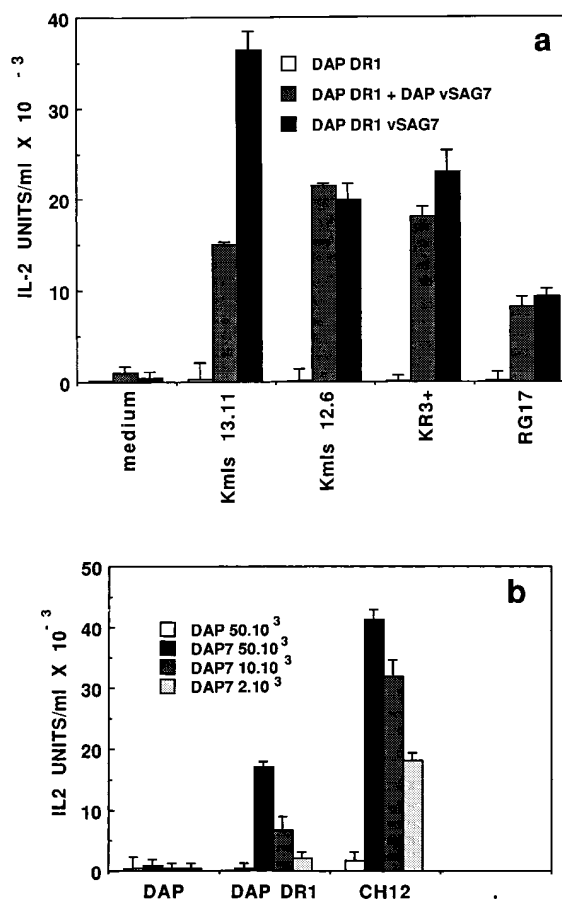 a
40
30
20
10
0
IL-2 UNITS/ml X 10 -3
DAP DR1
DAP DR1 + DAP vSAG7
DAP DR1 vSAG7
medium
Kmls 13.11
Kmls 12.6
KR3+
RG17
b
50
40
30
20
10
0
IL2 UNITS/ml X 10 -3
DAP 50.10 3
DAP7 50.10 3
DAP7 10.10 3
DAP7 2.10 3
DAP
DAP DR1
CH12